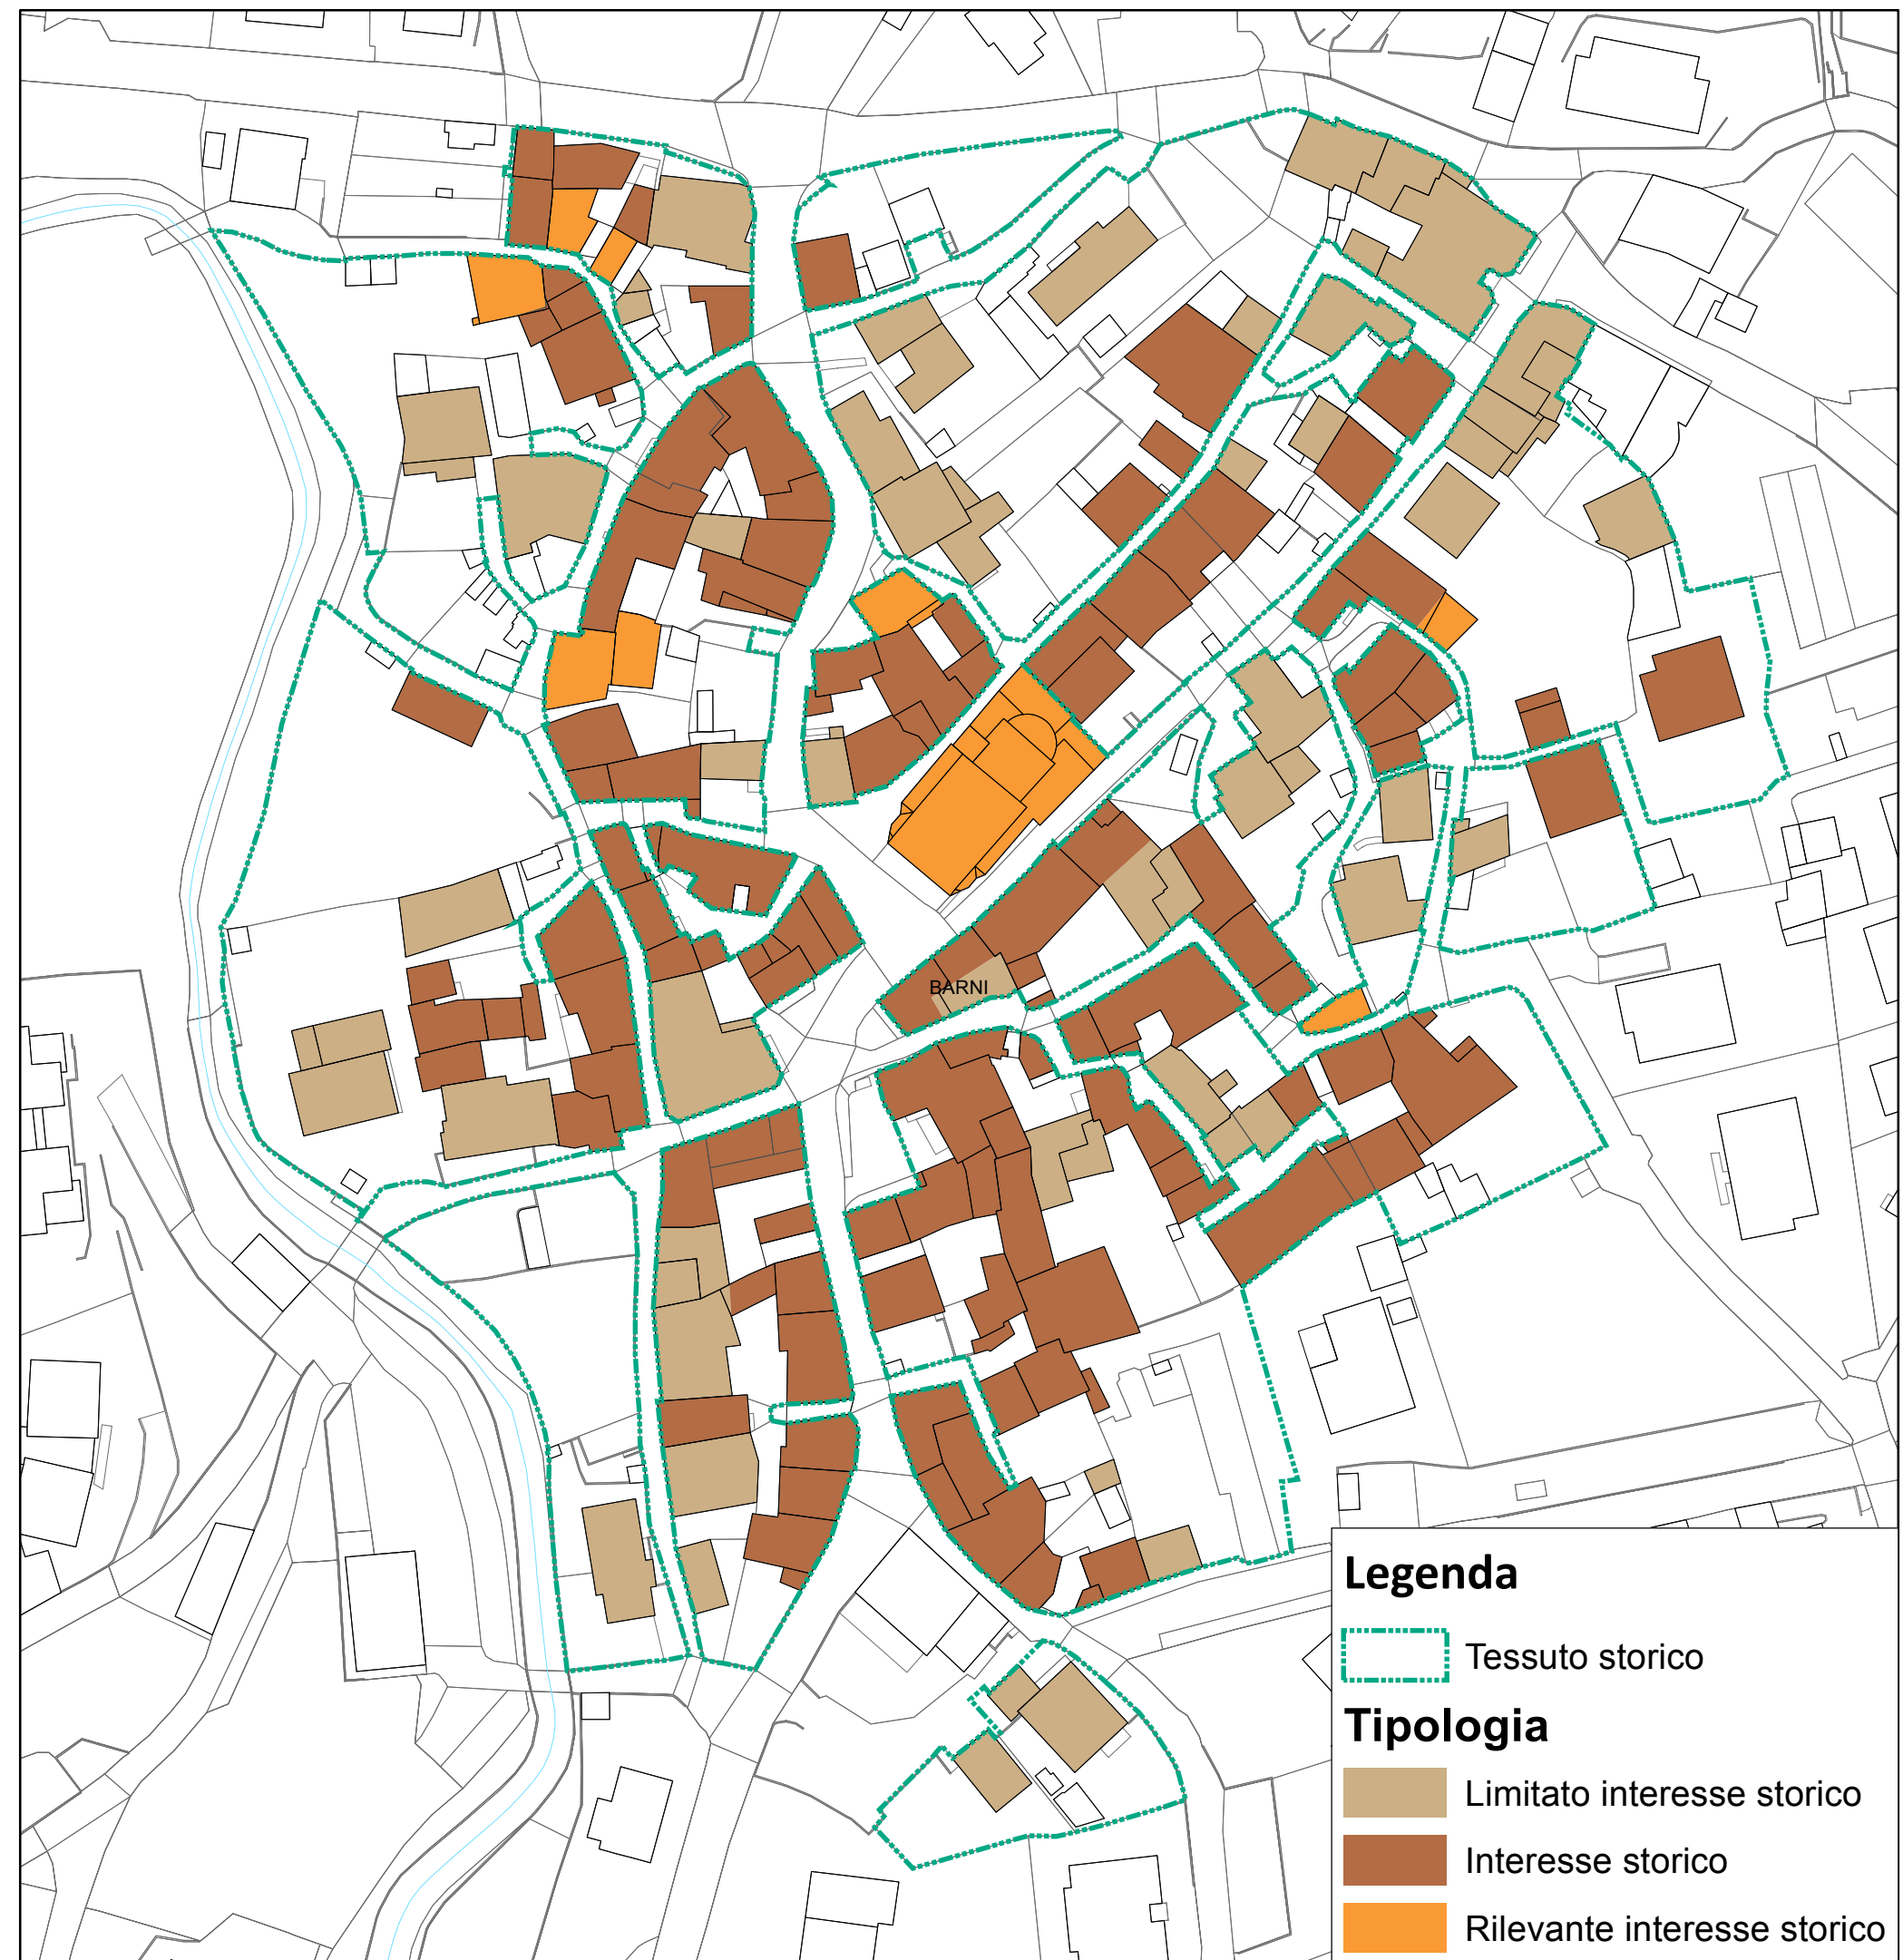 BARNI
Legenda
Tessuto storico
Tipologia
Limitato interesse storico
Interesse storico
Rilevante interesse storico